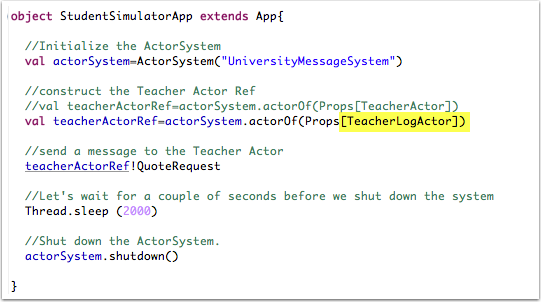 object StudentSimulatorApp extends App{
//Initialize the ActorSystem
val actorSystem=ActorSystem("UniversityMessageSystem")
//construct the Teacher Actor Ref
//val teacherActorRef=actorSystem.actorOf(Props[TeacherActor])
val teacherActorRef=actorSystem.actorOf(Props[TeacherLogActor])
//send a message to the Teacher Actor
teacherActorRef!QuoteRequest
//Let's wait for a couple of seconds before we shut down the system
Thread.sleep (2000)
//Shut down the ActorSystem.
actorSystem.shutdown()
}